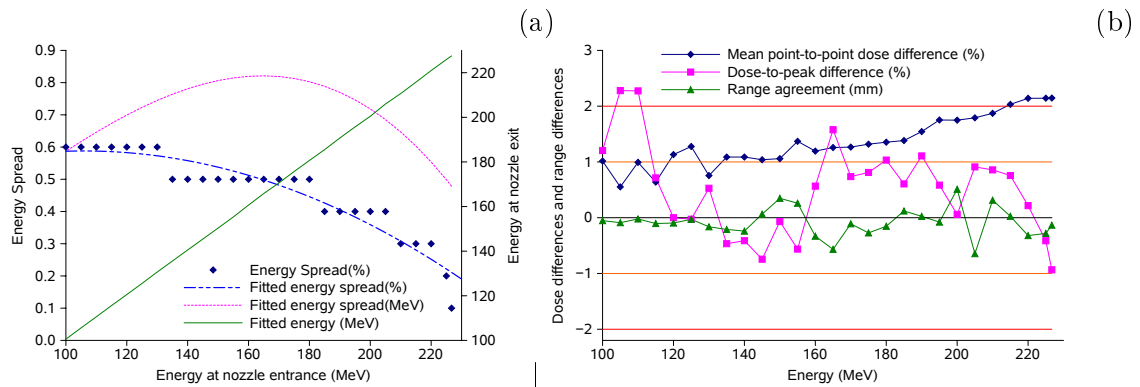 (a)
0.9
0.8
0.7
0.6
0.5
0.4
0.3
0.2
0.1
0.0
Energy Spread
220
200
180
160
140
120
100
Energy at nozzle exit
Energy Spread(%)
Fitted energy spread(%)
Fitted energy spread(MeV)
Fitted energy (MeV)
100 120 140 160 180 200 220
Energy at nozzle entrance (MeV)
(b)
3
2
1
0
−1
−2
Dose differences and range differences
Mean point-to-point dose difference (%)
Dose-to-peak difference (%)
Range agreement (mm)
100 120 140 160 180 200 220
Energy (MeV)